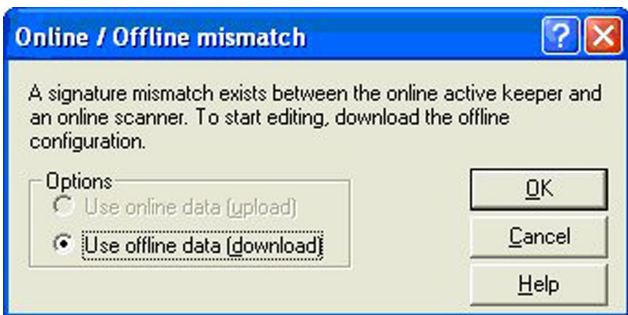 Online / Offline mismatch
?
A signature mismatch exists between the online active keeper and
an online scanner. To start editing, download the offline
configuration.
Options
Use online data (upload)
Use offline data (download)
OK
Cancel
Help